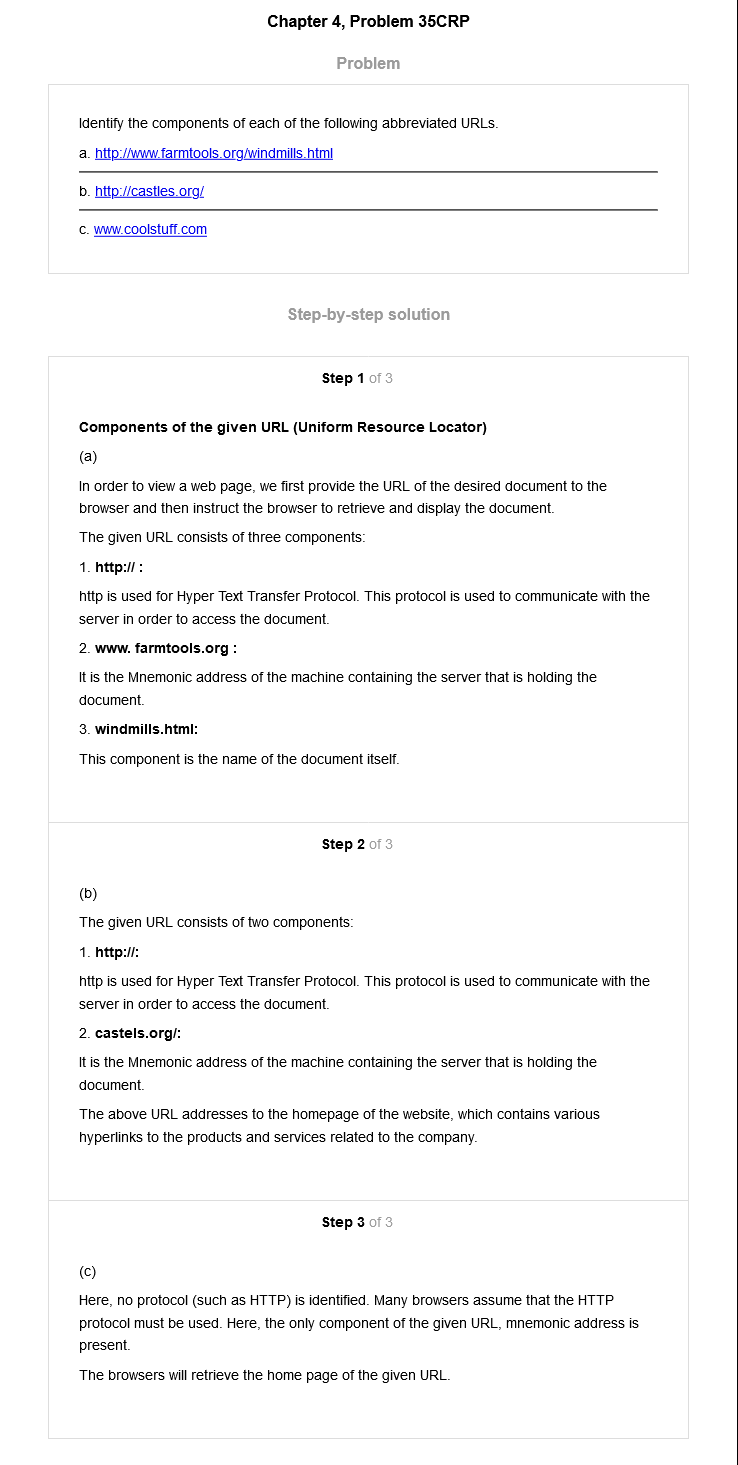 Chapter 4, Problem 35CRP
Problem
Identify the components of each of the following abbreviated URLs.
a. http://www.farmtools.org/windmills.html
b. http://castles.org/
c. www.coolstuff.com
Step-by-step solution
Step 1 of 3
Components of the given URL (Uniform Resource Locator)
(a)
In order to view a web page, we first provide the URL of the desired document to the
browser and then instruct the browser to retrieve and display the document.
The given URL consists of three components:
1. http:// :
http is used for Hyper Text Transfer Protocol. This protocol is used to communicate with the
server in order to access the document.
2. www. farmtools.org :
It is the Mnemonic address of the machine containing the server that is holding the
document.
3. windmills.html:
This component is the name of the document itself.
Step 2 of 3
(b)
The given URL consists of two components:
1. http://:
http is used for Hyper Text Transfer Protocol. This protocol is used to communicate with the
server in order to access the document.
2. castels.org/:
It is the Mnemonic address of the machine containing the server that is holding the
document.
The above URL addresses to the homepage of the website, which contains various
hyperlinks to the products and services related to the company.
Step 3 of 3
(c)
Here, no protocol (such as HTTP) is identified. Many browsers assume that the HTTP
protocol must be used. Here, the only component of the given URL, mnemonic address is
present.
The browsers will retrieve the home page of the given URL.